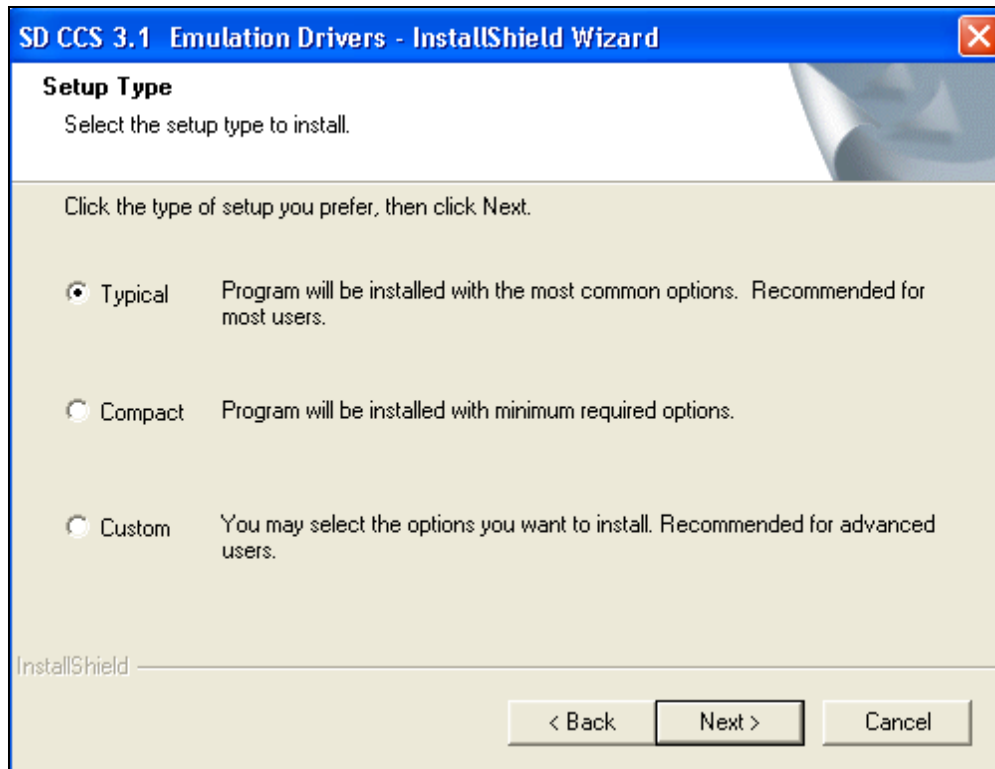 SD CCS 3.1 Emulation Drivers - InstallShield Wizard
Setup Type
Select the setup type to install.
Click the type of setup you prefer, then click Next.
Typical Program will be installed with the most common options. Recommended for
most users.
Compact Program will be installed with minimum required options.
Custom You may select the options you want to install. Recommended for advanced
users.
InstallShield
< Back Next > Cancel